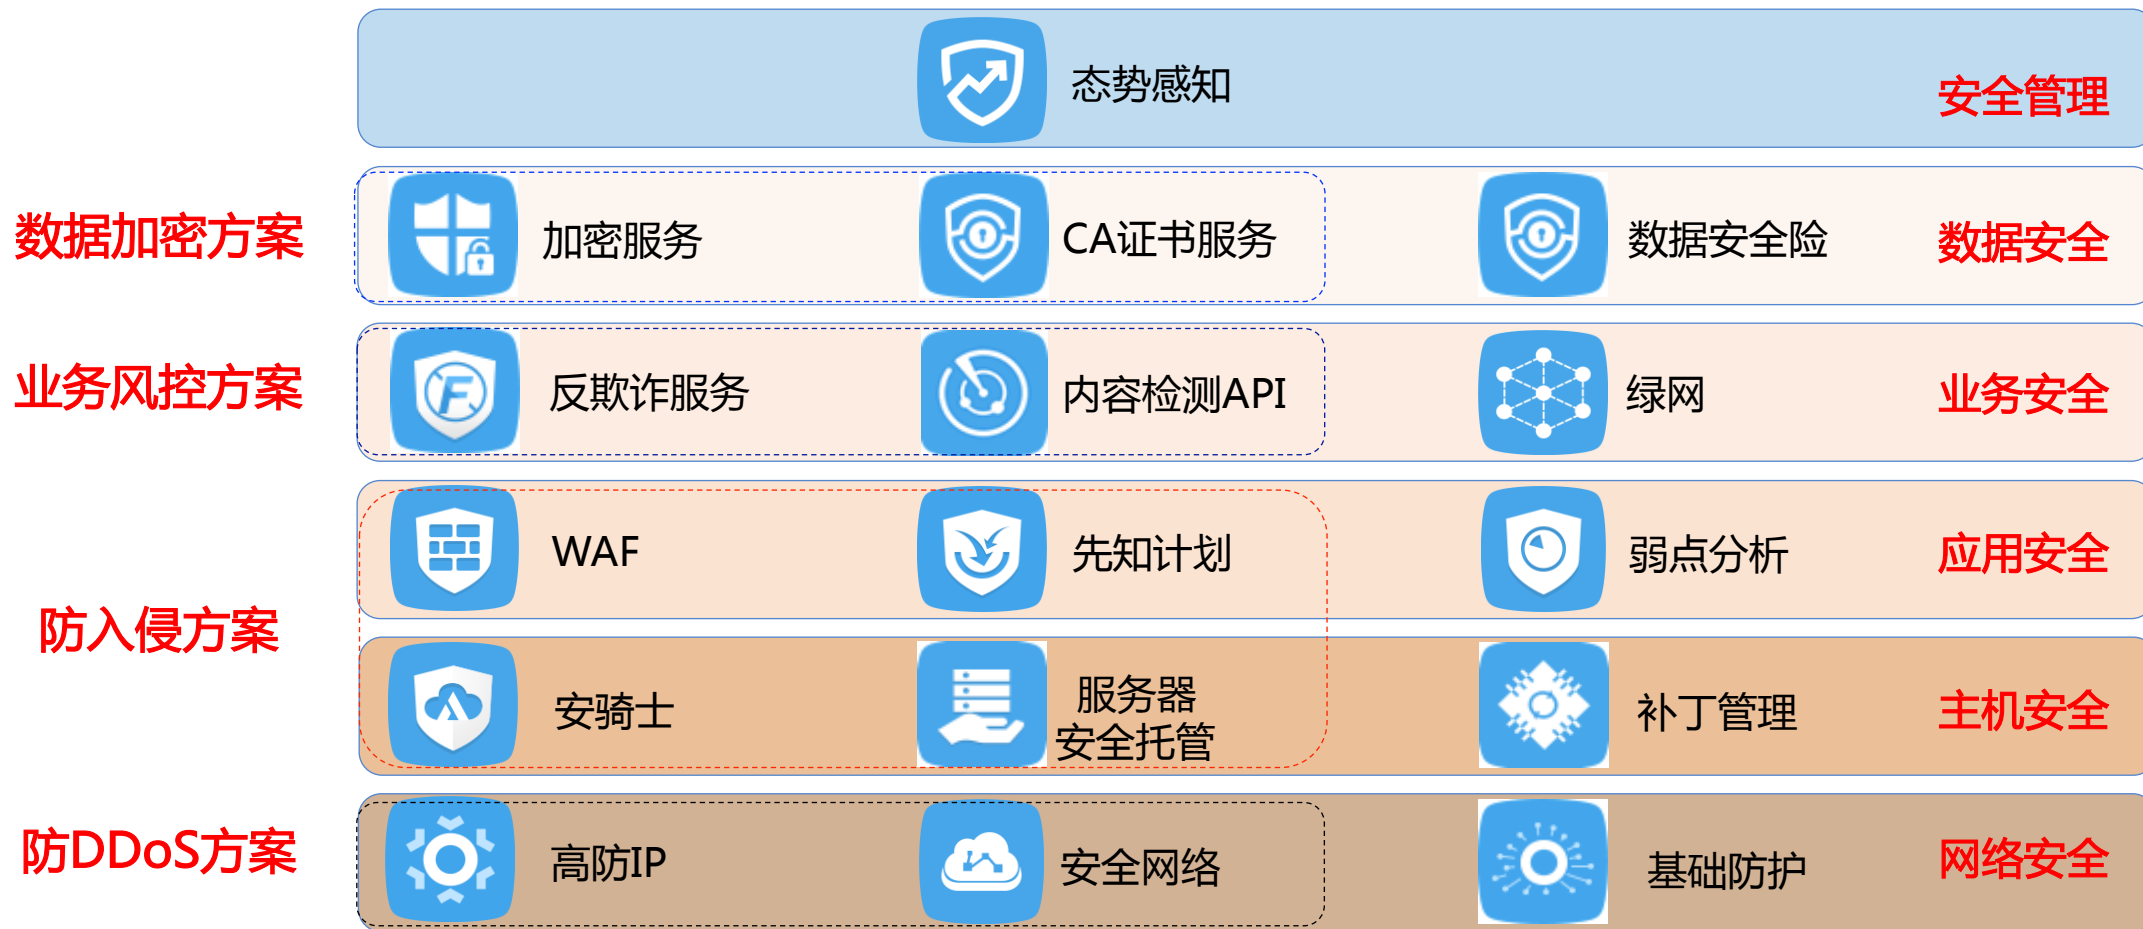 态势感知
安全管理
数据加密方案
加密服务
CA证书服务
数据安全险
数据安全
业务风控方案
反欺诈服务
内容检测API
绿网
业务安全
防入侵方案
WAF
先知计划
弱点分析
应用安全
安骑士
服务器
安全托管
补丁管理
主机安全
防DDoS方案
高防IP
安全网络
基础防护
网络安全